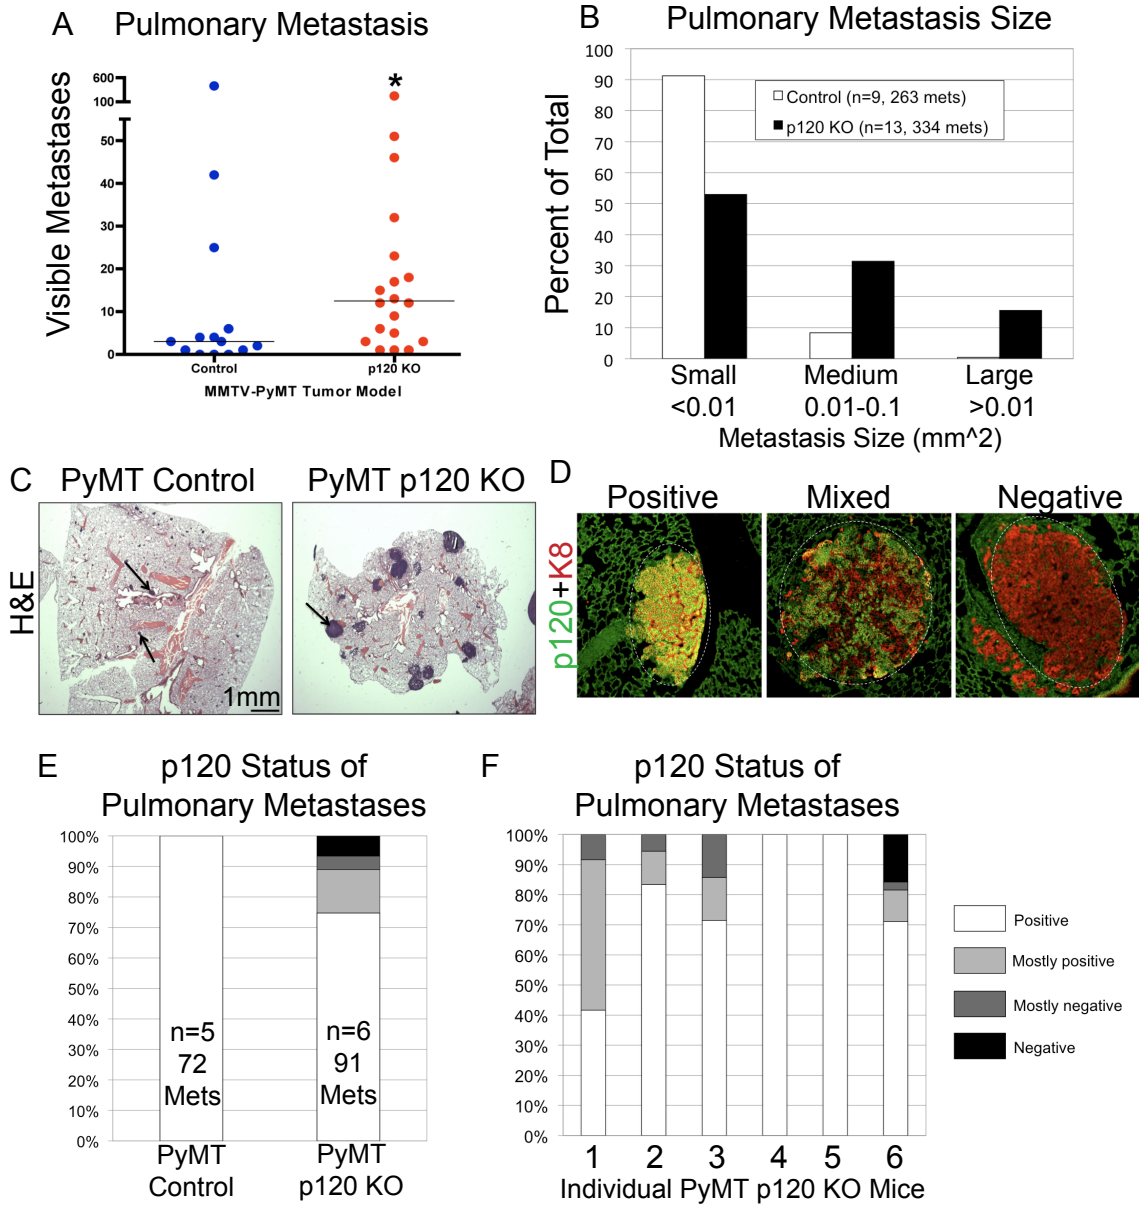 A Pulmonary Metastasis
Visible Metastases
600
100
50
40
30
20
10
0
*
Control
p120 KO
MMTV-PyMT Tumor Model
B Pulmonary Metastasis Size
Percent of Total
100
90
80
70
60
50
40
30
20
10
0
Control (n=9, 263 mets)
p120 KO (n=13, 334 mets)
Small
<0.01
Medium
0.01-0.1
Large
>0.01
Metastasis Size (mm^2)
C PyMT Control
PyMT p120 KO
H&E
1mm
D
Positive
Mixed
Negative
p120+K8
E p120 Status of
Pulmonary Metastases
100%
90%
80%
70%
60%
50%
40%
30%
20%
10%
0%
n=5
72
Mets
n=6
91
Mets
PyMT
Control
PyMT
p120 KO
F p120 Status of
Pulmonary Metastases
100%
90%
80%
70%
60%
50%
40%
30%
20%
10%
0%
1 2 3 4 5 6
Individual PyMT p120 KO Mice
Positive
Mostly positive
Mostly negative
Negative